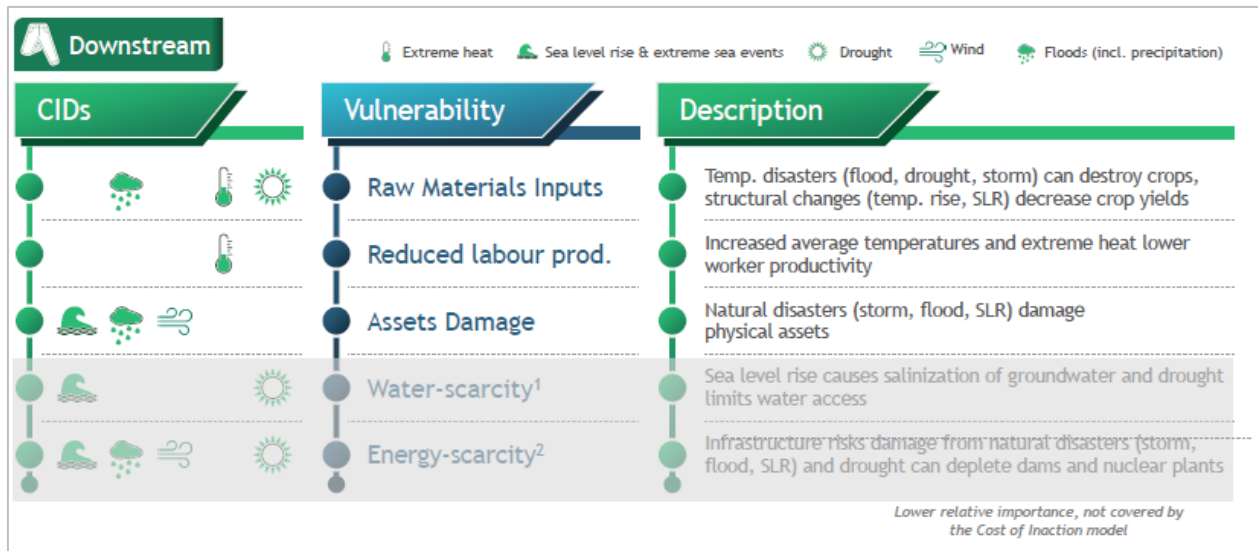 Downstream
Extreme heat
Sea level rise & extreme sea events
Drought
Wind
Floods (incl. precipitation)
CIDs
Vulnerability
Description
Raw Materials Inputs
Temp. disasters (flood, drought, storm) can destroy crops,
structural changes (temp. rise, SLR) decrease crop yields
Reduced labour prod.
Increased average temperatures and extreme heat lower
worker productivity
Assets Damage
Natural disasters (storm, flood, SLR) damage
physical assets
Water-scarcity¹
Sea level rise causes salinization of groundwater and drought
limits water access
Energy-scarcity²
Infrastructure risks damage from natural disasters (storm,
flood, SLR) and drought can deplete dams and nuclear plants
Lower relative importance, not covered by
the Cost of Inaction model